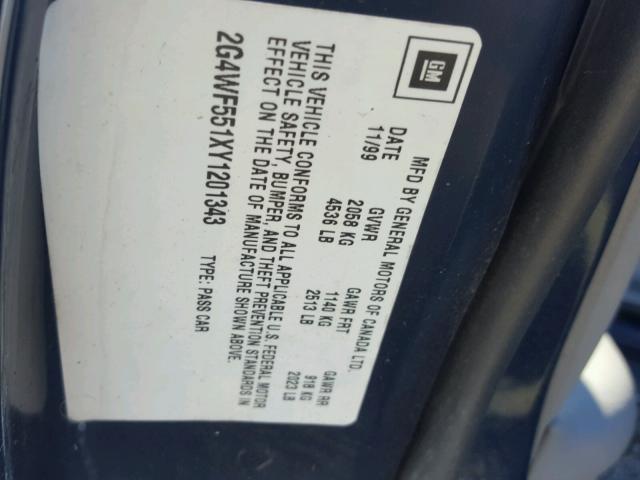 GM
MFD BY GENERAL MOTORS OF CANADA LTD.
DATE GVWR GAWR FRT GAWR RR
11/99 2058 KG 1140 KG 918 KG
4536 LB 2513 LB 2023 LB
THIS VEHICLE CONFORMS TO ALL APPLICABLE U.S. FEDERAL MOTOR
VEHICLE SAFETY, BUMPER, AND THEFT PREVENTION STANDARDS IN
EFFECT ON THE DATE OF MANUFACTURE SHOWN ABOVE.
2G4WF551XY1201343 TYPE: PASS CAR